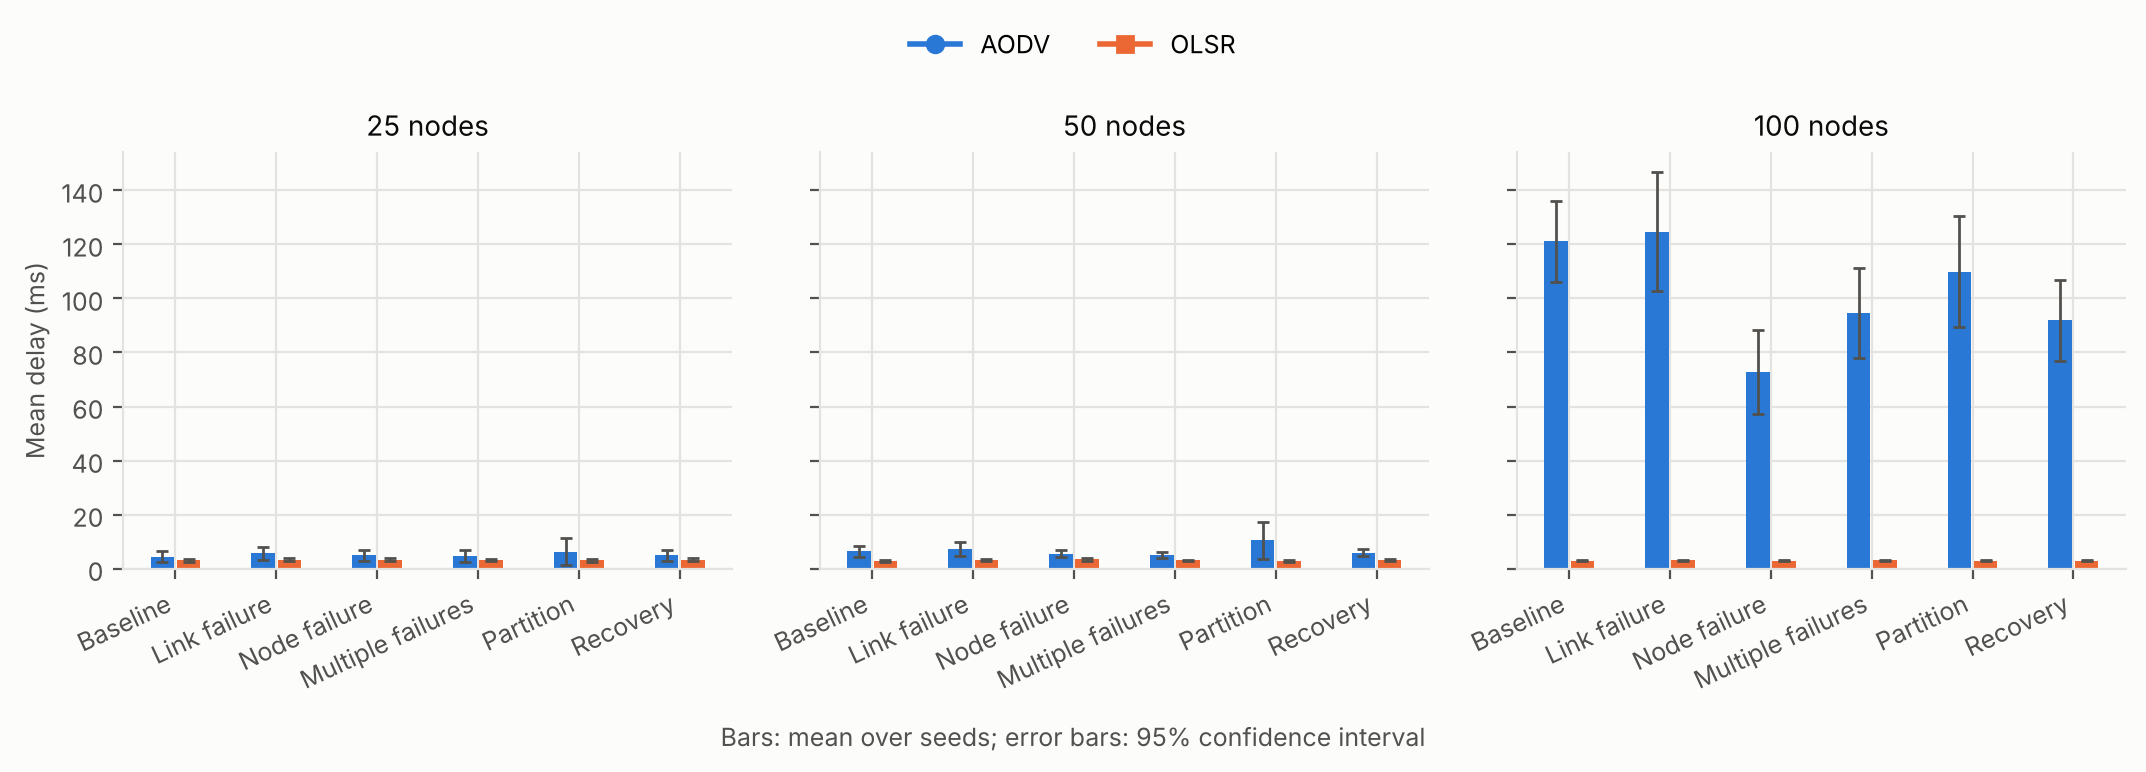 AODV OLSR
25 nodes 50 nodes 100 nodes
Mean delay (ms)
140
120
100
80
60
40
20
0
Baseline Link failure Node failure Multiple failures Partition Recovery
Baseline Link failure Node failure Multiple failures Partition Recovery
Baseline Link failure Node failure Multiple failures Partition Recovery
Bars: mean over seeds; error bars: 95% confidence interval